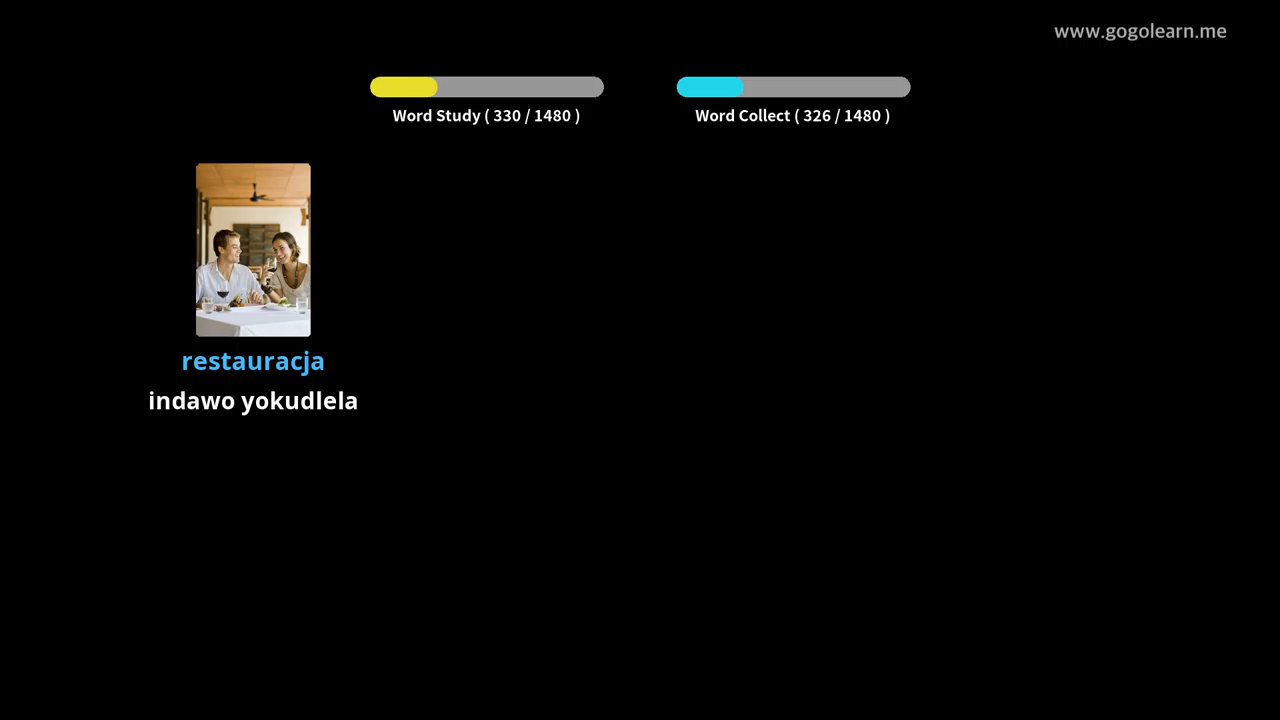 www.gogolearn.me
Word Study ( 330 / 1480 )
Word Collect ( 326 / 1480 )
restauracja
indawo yokudlela